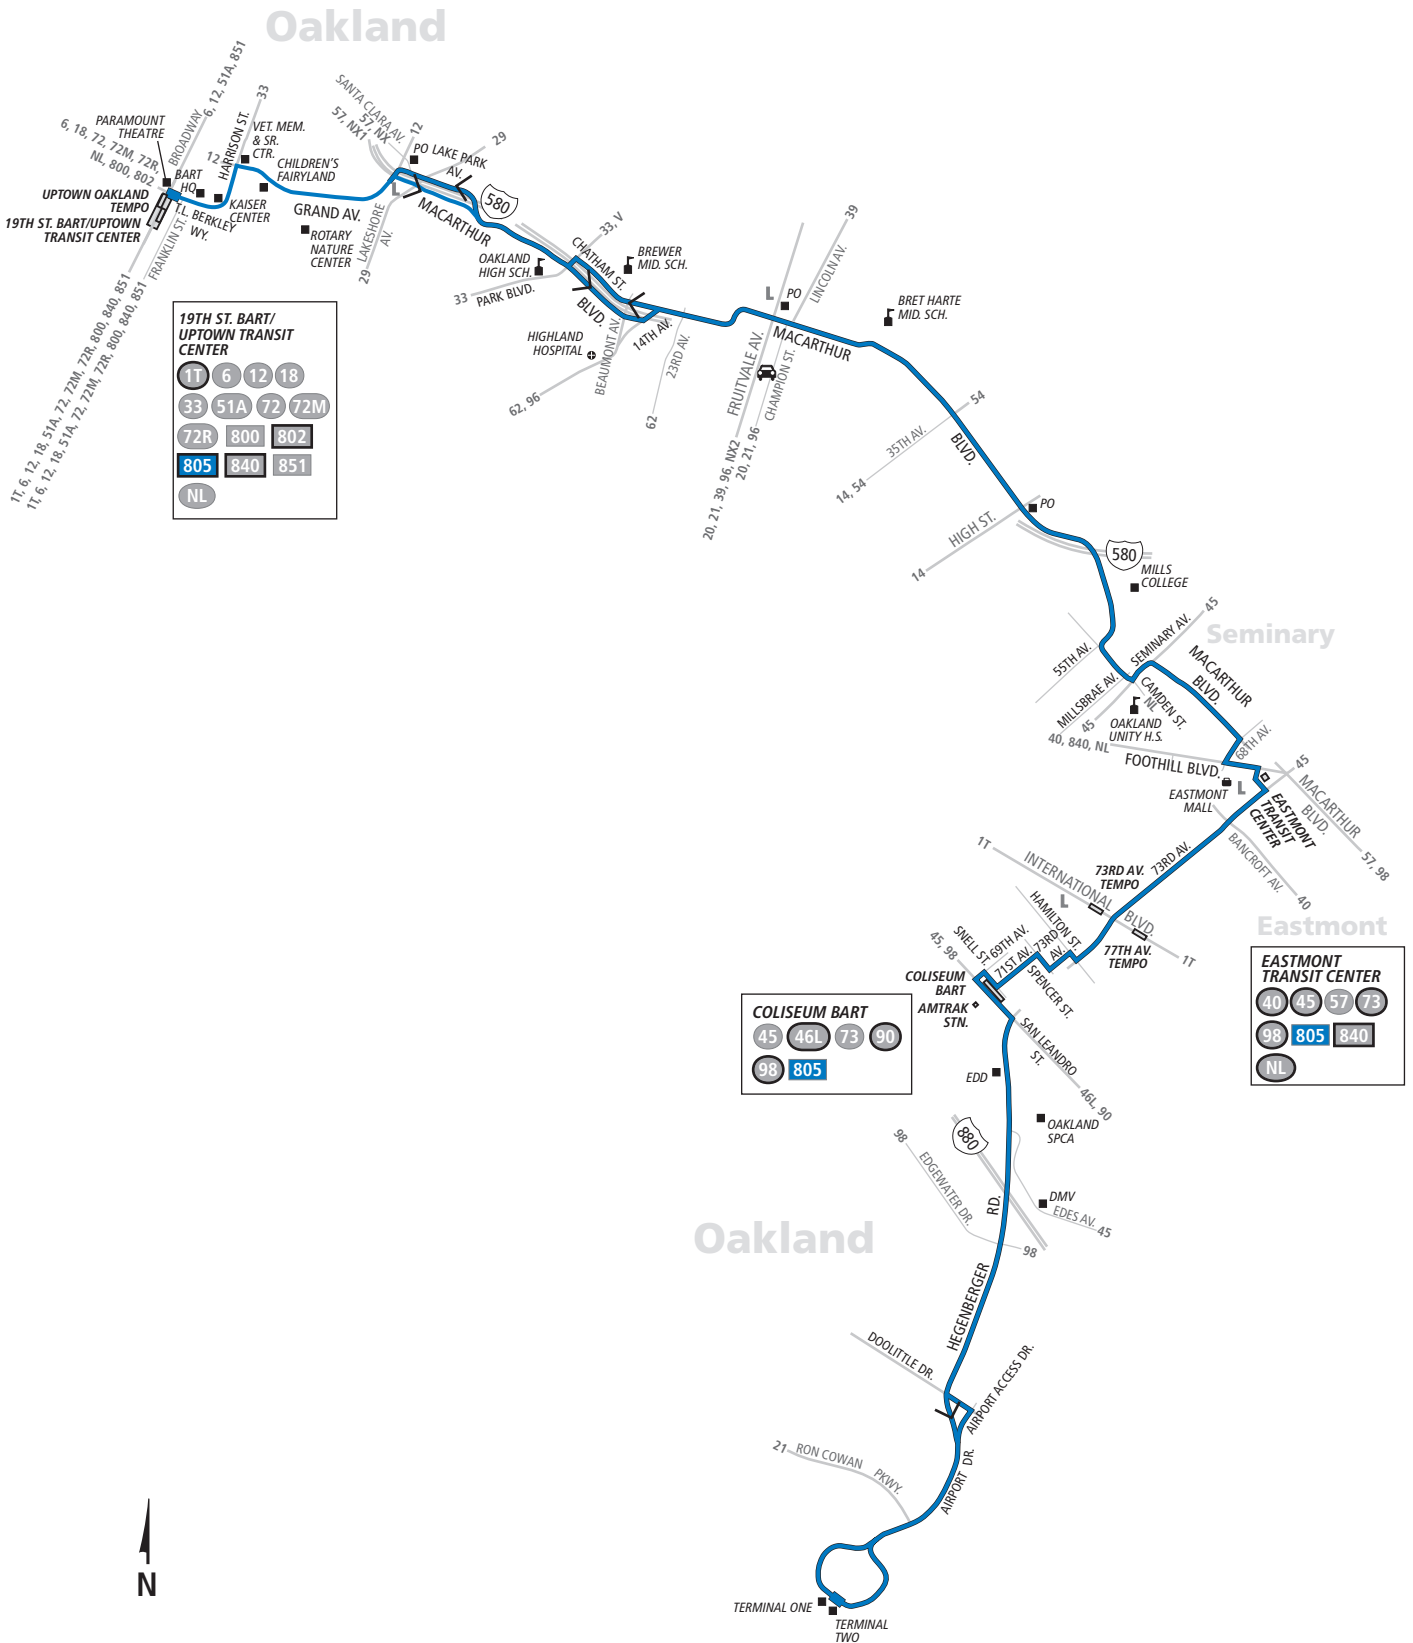 Oakland
6, 12, 51A, 851
33
BROADWAY
HARRISON ST.
12
PARAMOUNT
THEATRE
6, 18, 72, 72M, 72R,
NL, 800, 802
BART
HQ
VET. MEM.
& SR.
CTR.
CHILDREN'S
FAIRYLAND
KAISER
CENTER
UPTOWN OAKLAND
TEMPO
19TH ST. BART/UPTOWN
TRANSIT CENTER
T.L. BERKLEY
WY.
FRANKLIN ST.
GRAND AV.
ROTARY
NATURE
CENTER
1T, 6, 12, 18, 51A, 72, 72M, 72R, 800, 840, 851
1T, 6, 12, 18, 51A, 72, 72M, 72R, 800, 840, 851
SANTA CLARA AV.
57, NX
57, NX1
12
29
PO
LAKE PARK
AV.
L
580
MACARTHUR
LAKESHORE
AV.
29
33, V
CHATHAM ST.
BREWER
MID. SCH.
OAKLAND
HIGH SCH.
33
PARK BLVD.
BLVD.
HIGHLAND
HOSPITAL
BEAUMONT AV.
14TH AV.
23RD AV.
62, 96
62
39
LINCOLN AV.
L
PO
MACARTHUR
BRET HARTE
MID. SCH.
FRUITVALE AV.
CHAMPION ST.
20, 21, 39, 96, NX2
20, 21, 96
54
35TH AV.
14, 54
BLVD.
PO
HIGH ST.
14
580
MILLS
COLLEGE
19TH ST. BART/
UPTOWN TRANSIT
CENTER
1T 6 12 18
33 51A 72 72M
72R 800 802
805 840 851
NL
45
Seminary
SEMINARY AV.
55TH AV.
MACARTHUR
BLVD.
MILLSBRAE AV.
CAMDEN ST.
NL
45
OAKLAND
UNITY H.S.
40, 840, NL
68TH AV.
FOOTHILL BLVD.
45
EASTMONT
MALL
L
EASTMONT
TRANSIT
CENTER
MACARTHUR
BLVD.
57, 98
BANCROFT AV.
40
73RD AV.
1T
INTERNATIONAL
BLVD.
73RD AV.
TEMPO
L
HAMILTON ST.
77TH AV.
TEMPO
1T
45, 98
SNELL ST.
69TH AV.
71ST AV.
73RD
AV.
SPENCER ST.
COLISEUM
BART
AMTRAK
STN.
SAN LEANDRO
ST.
46L, 90
Eastmont
EASTMONT
TRANSIT CENTER
40 45 57 73
98 805 840
NL
COLISEUM BART
45 46L 73 90
98 805
EDD
OAKLAND
SPCA
880
98
EDGEWATER DR.
98
RD.
DMV
EDES AV.
45
Oakland
HEGENBERGER
DOOLITTLE DR.
AIRPORT ACCESS DR.
21
RON COWAN
PKWY.
AIRPORT DR.
N
TERMINAL ONE
TERMINAL
TWO